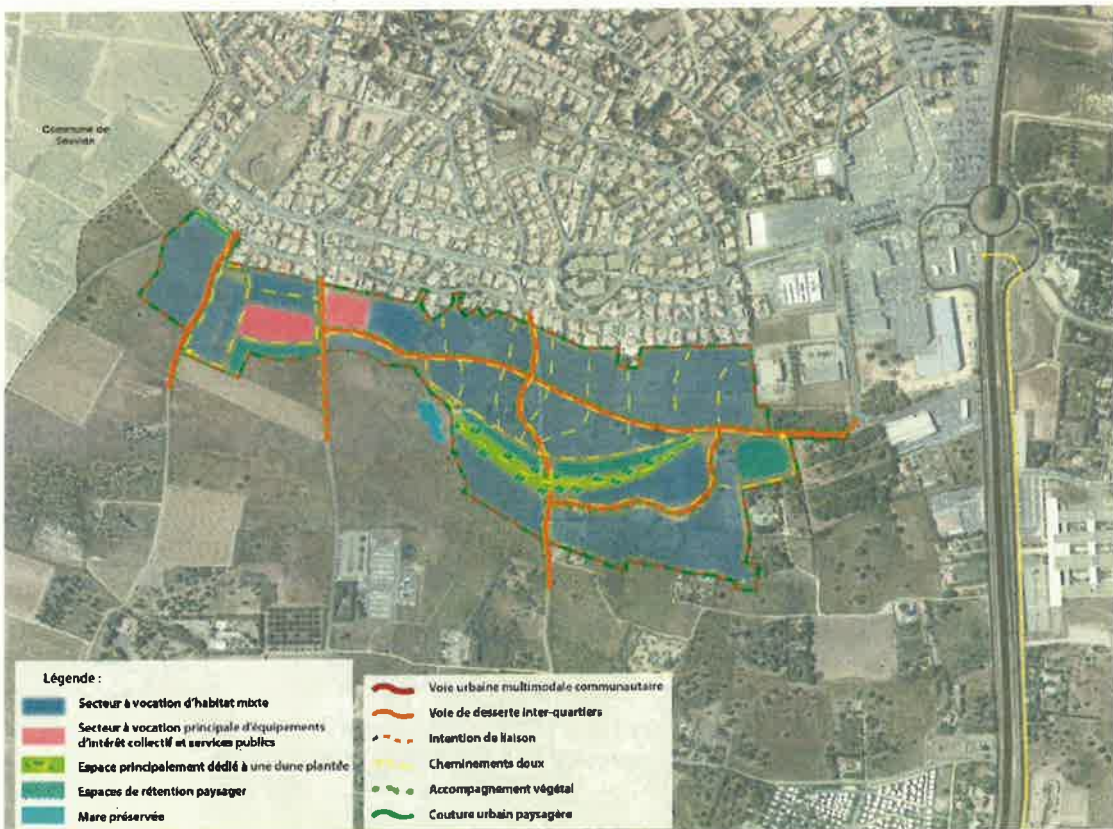 Commune de
Sauvian
Légende :
Secteur à vocation d'habitat mixte
Secteur à vocation principale d'équipements
d'intérêt collectif et services publics
Espace principalement dédié à une dune plantée
Espaces de rétention paysager
Mare préservée
Voie urbaine multimodale communautaire
Voie de desserte inter-quartiers
Intention de liaison
Cheminements doux
Accompagnement végétal
Couture urbain paysagère